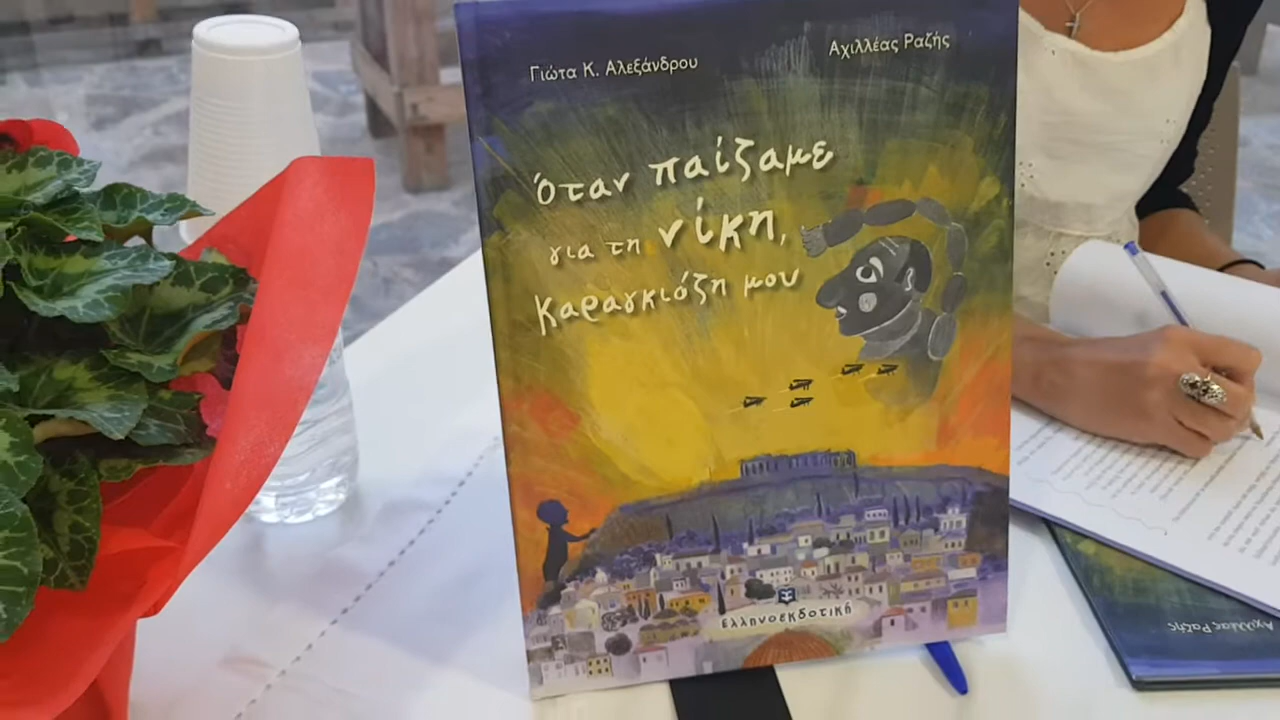 Γιώτα Κ. Αλεξάνδρου
Αχιλλέας Ραζής
Όταν παίζαμε
για τη νίκη,
Καραγκιόζη μου
ελληνοεκδοτική
Αχιλλέας Ραζής